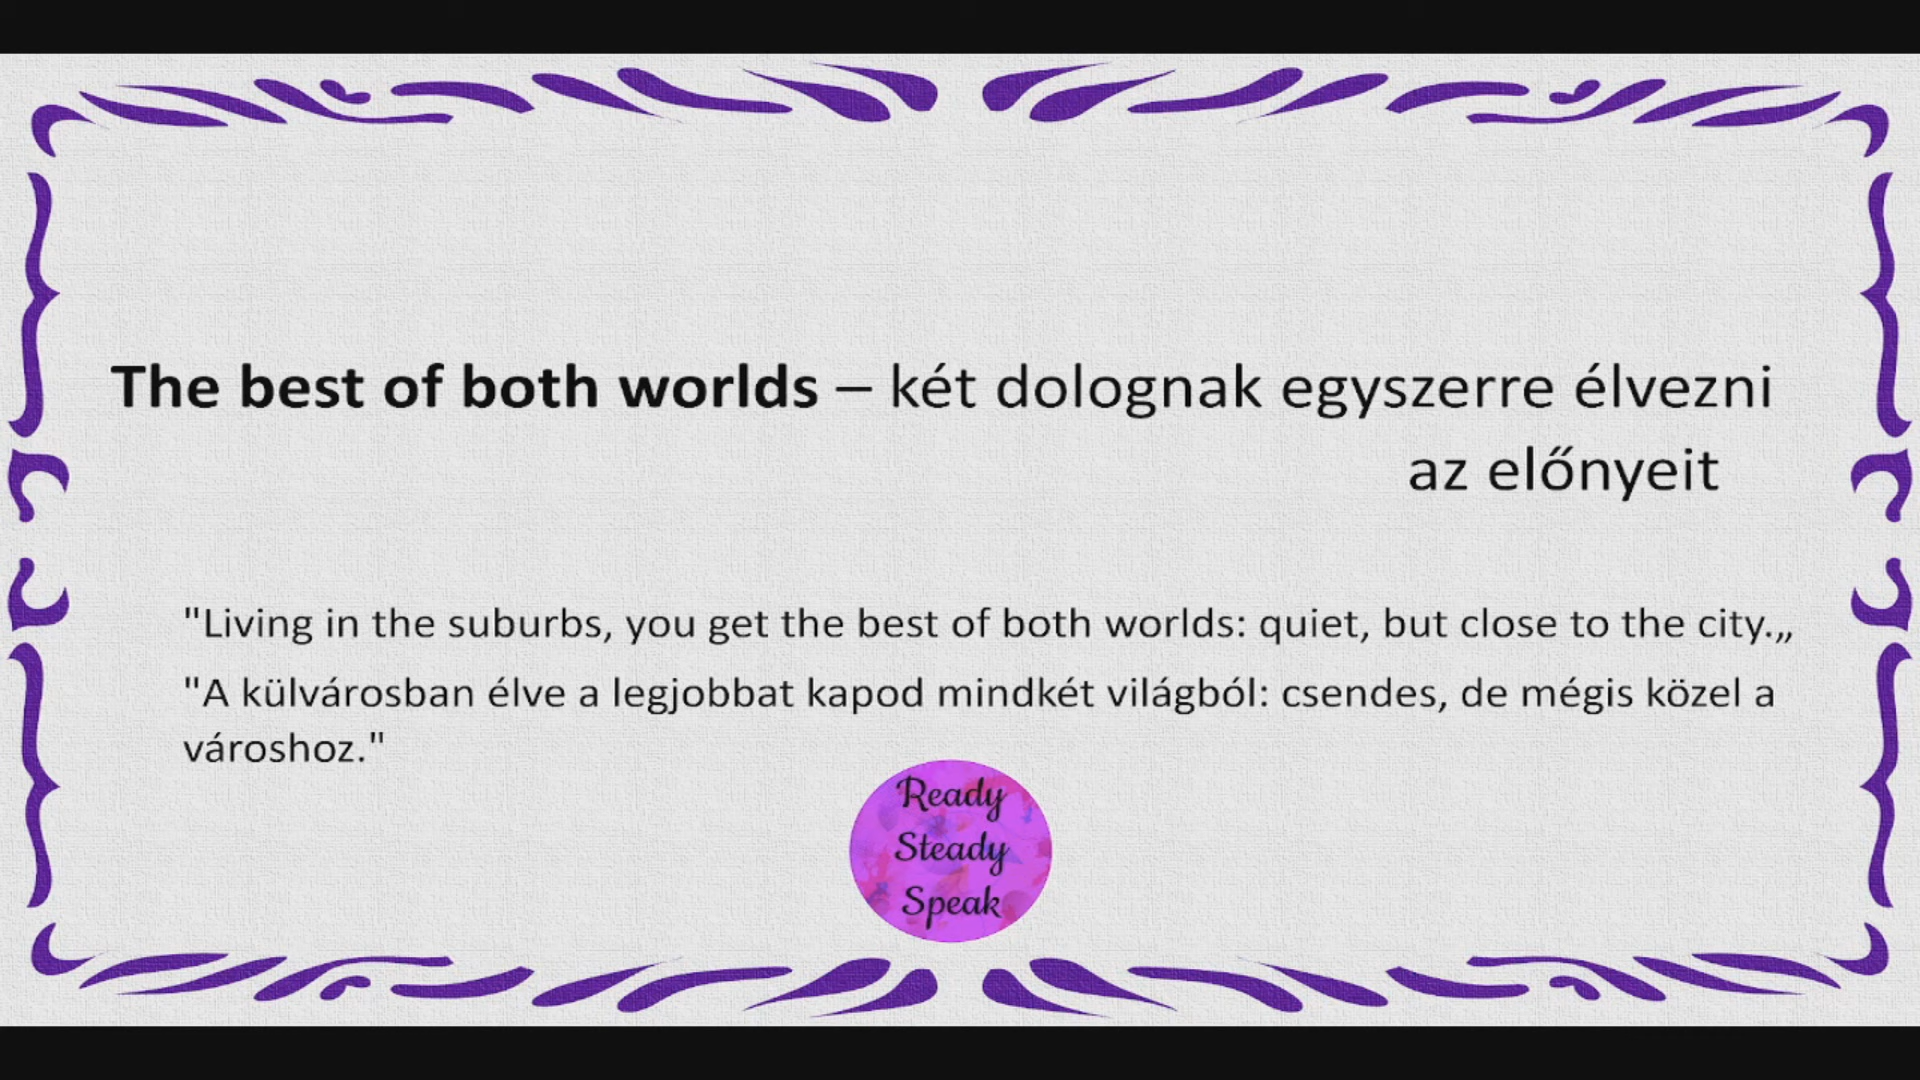 The best of both worlds – két dolognak egyszerre élvezni
az előnyeit
"Living in the suburbs, you get the best of both worlds: quiet, but close to the city.„
"A külvárosban élve a legjobbat kapod mindkét világból: csendes, de mégis közel a
városhoz."
Ready
Steady
Speak